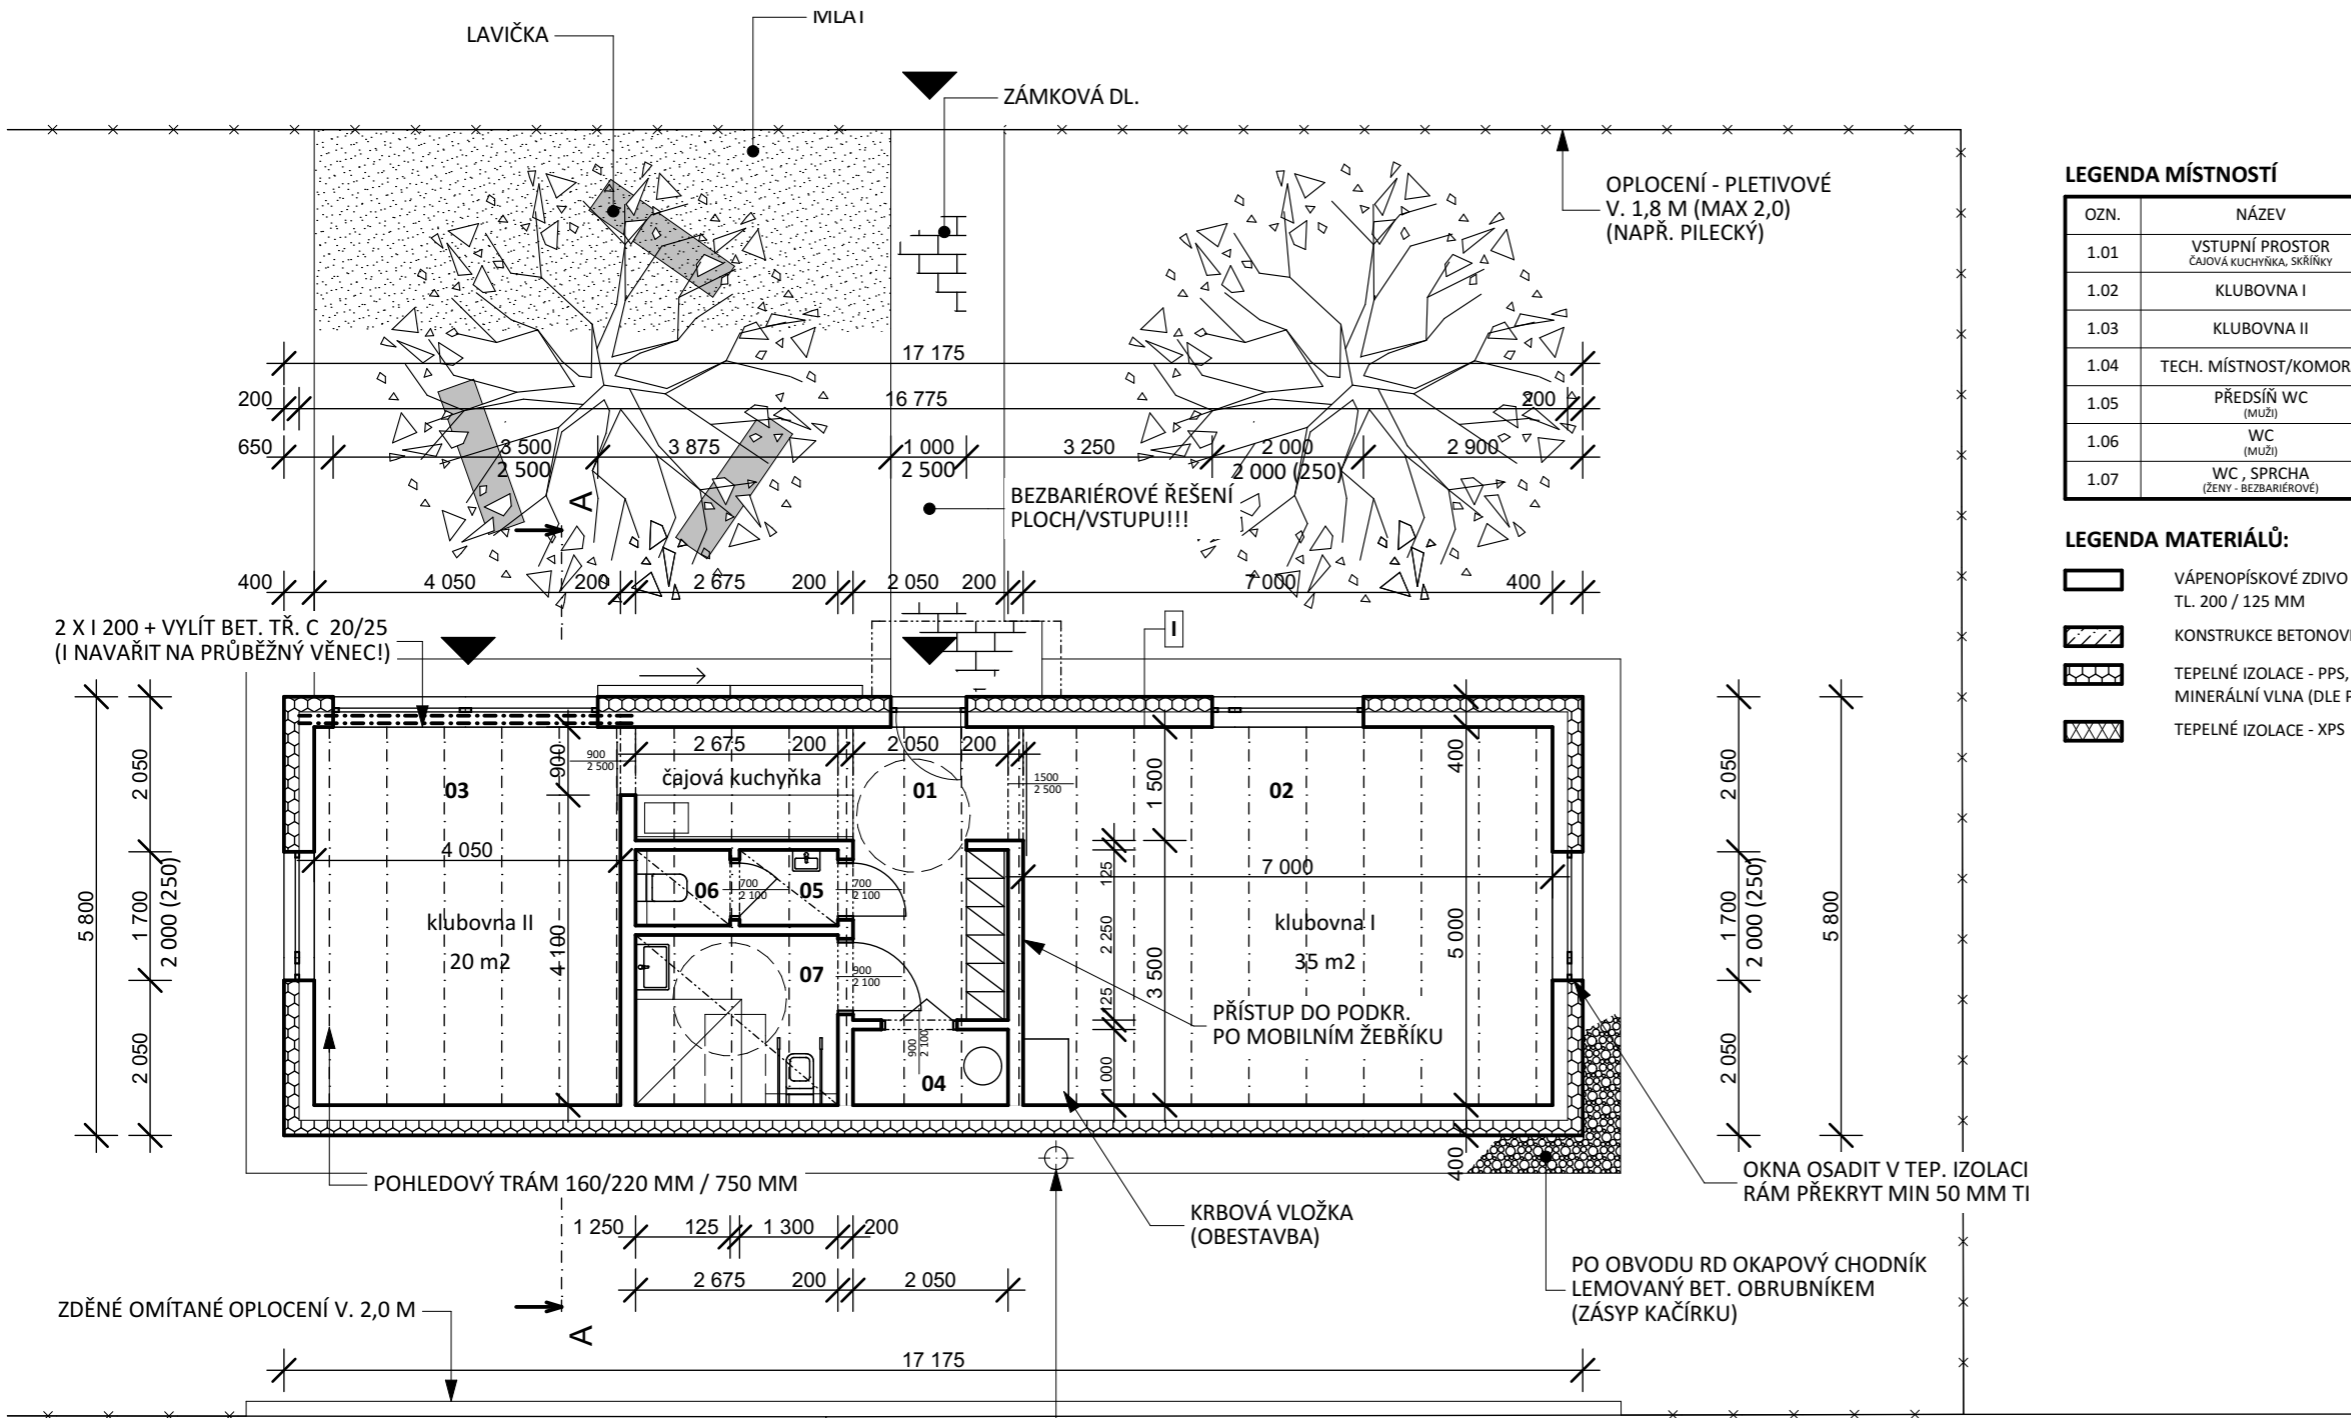 MLAT
LAVIČKA
ZÁMKOVÁ DL.
OPLOCENÍ - PLETIVOVÉ
V. 1,8 M (MAX 2,0)
(NAPŘ. PILECKÝ)
17 175
200
16 775
200
650
3 500
2 500
3 875
1 000
2 500
3 250
2 000
2 000 (250)
2 900
A
BEZBARIÉROVÉ ŘEŠENÍ
PLOCH/VSTUPU!!!
400
4 050
200
2 675
200
2 050
200
7 000
400
2 X I 200 + VYLÍT BET. TŘ. C 20/25
(I NAVAŘIT NA PRŮBĚŽNÝ VĚNEC!)
I
5 800
2 050
1 700
2 000 (250)
2 050
900
900
2 500
2 675
200
2 050
200
čajová kuchyňka
03
01
02
1500
2 500
1 500
400
4 050
7 000
06
700
2 100
05
700
2 100
125
2 250
125
1 000
3 500
5 000
klubovna II
20 m2
4 100
07
900
2 100
klubovna I
35 m2
PŘÍSTUP DO PODKR.
PO MOBILNÍM ŽEBŘÍKU
900
2 100
04
2 050
1 700
2 000 (250)
2 050
5 800
400
POHLEDOVÝ TRÁM 160/220 MM / 750 MM
KRBOVÁ VLOŽKA
(OBESTAVBA)
OKNA OSADIT V TEP. IZOLACI
RÁM PŘEKRYT MIN 50 MM TI
1 250
125
1 300
200
2 675
200
2 050
PO OBVODU RD OKAPOVÝ CHODNÍK
LEMOVANÝ BET. OBRUBNÍKEM
(ZÁSYP KAČÍRKU)
ZDĚNÉ OMÍTANÉ OPLOCENÍ V. 2,0 M
A
17 175
LEGENDA MÍSTNOSTÍ
OZN. NÁZEV
1.01 VSTUPNÍ PROSTOR
ČAJOVÁ KUCHYŇKA, SKŘÍŇKY
1.02 KLUBOVNA I
1.03 KLUBOVNA II
1.04 TECH. MÍSTNOST/KOMOR
1.05 PŘEDSÍŇ WC
(MUŽI)
1.06 WC
(MUŽI)
1.07 WC , SPRCHA
(ŽENY - BEZBARIÉROVÉ)
LEGENDA MATERIÁLŮ:
VÁPENOPÍSKOVÉ ZDIVO
TL. 200 / 125 MM
KONSTRUKCE BETONOV
TEPELNÉ IZOLACE - PPS,
MINERÁLNÍ VLNA (DLE P
TEPELNÉ IZOLACE - XPS